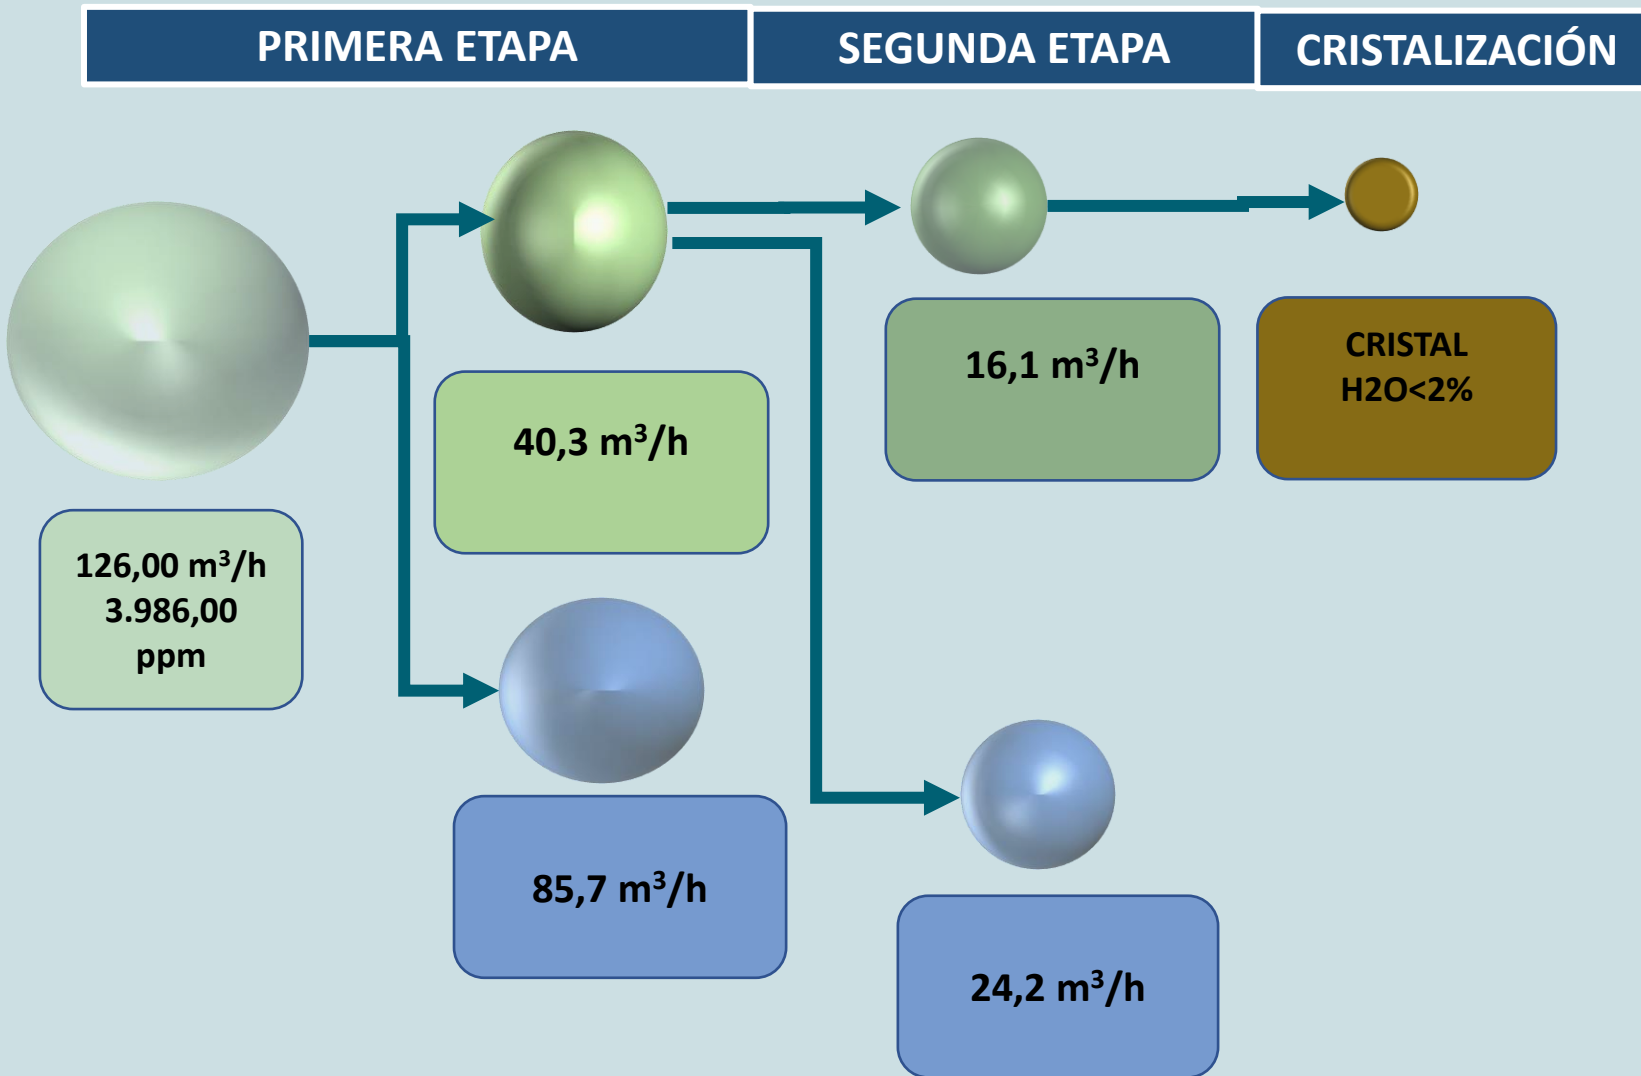 PRIMERA ETAPA
SEGUNDA ETAPA
CRISTALIZACIÓN
126,00 m³/h
3.986,00
ppm
40,3 m³/h
85,7 m³/h
16,1 m³/h
24,2 m³/h
CRISTAL
H2O<2%